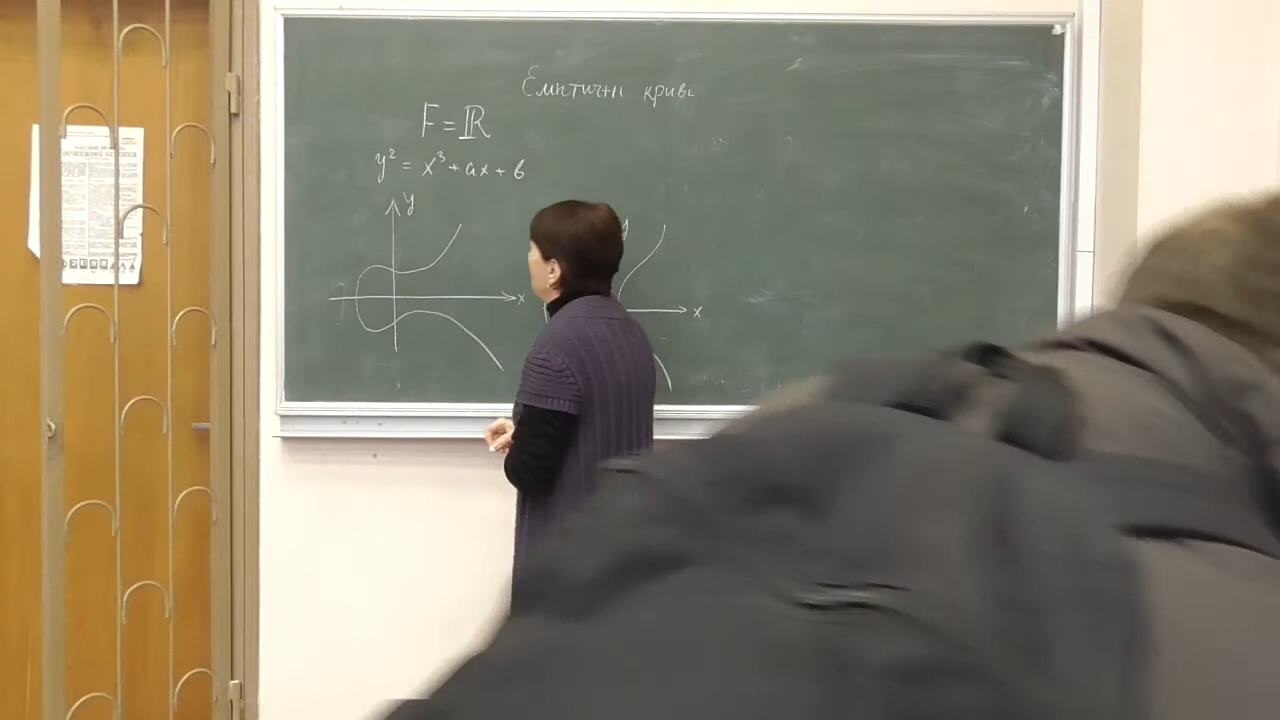 Еліптичні криві
F = ℝ
y² = x³ + ax + b
y
x
y
x